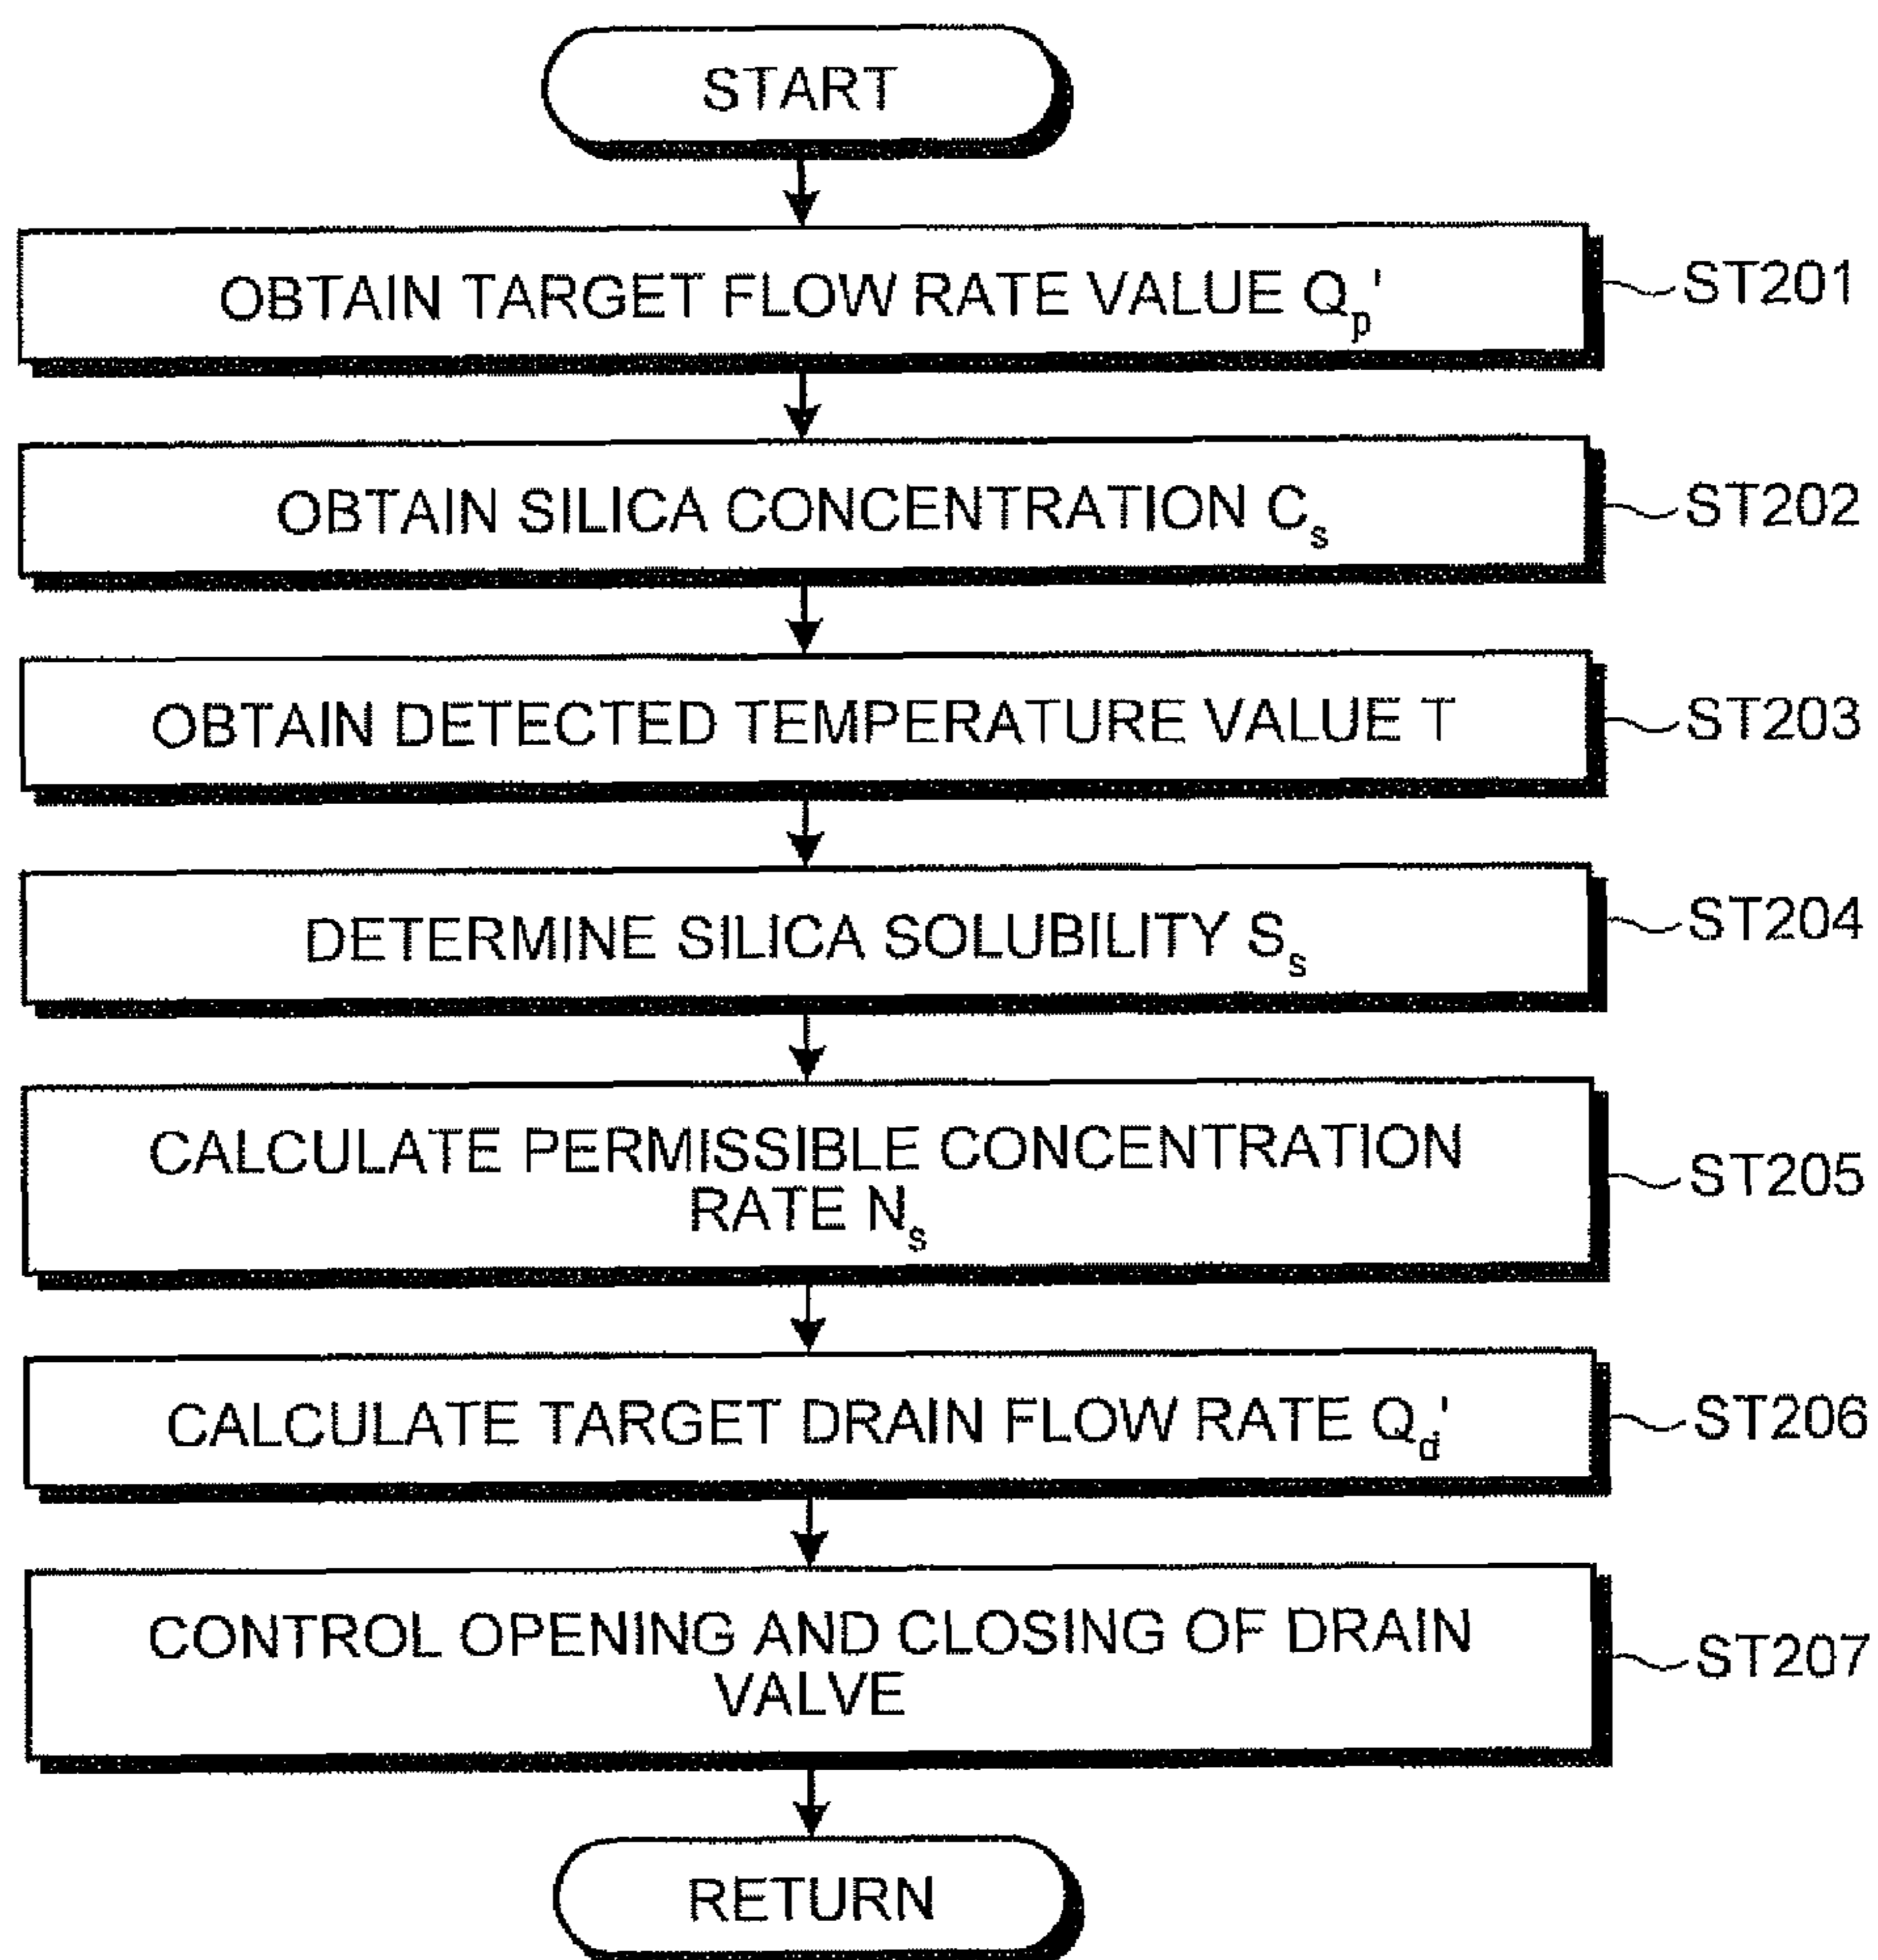 START
OBTAIN TARGET FLOW RATE VALUE Qp'
ST201
OBTAIN SILICA CONCENTRATION Cs
ST202
OBTAIN DETECTED TEMPERATURE VALUE T
ST203
DETERMINE SILICA SOLUBILITY Ss
ST204
CALCULATE PERMISSIBLE CONCENTRATION
RATE Ns
ST205
CALCULATE TARGET DRAIN FLOW RATE Qd'
ST206
CONTROL OPENING AND CLOSING OF DRAIN
VALVE
ST207
RETURN